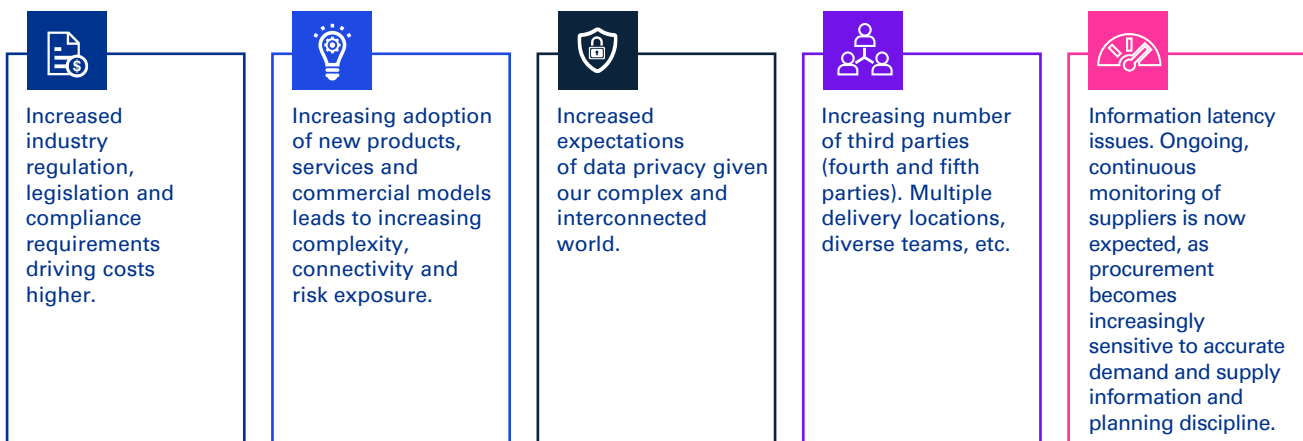 Increased
industry
regulation,
legislation and
compliance
requirements
driving costs
higher.
Increasing adoption
of new products,
services and
commercial models
leads to increasing
complexity,
connectivity and
risk exposure.
Increased
expectations
of data privacy given
our complex and
interconnected
world.
Increasing number
of third parties
(fourth and fifth
parties). Multiple
delivery locations,
diverse teams, etc.
Information latency
issues. Ongoing,
continuous
monitoring of
suppliers is now
expected, as
procurement
becomes
increasingly
sensitive to accurate
demand and supply
information and
planning discipline.